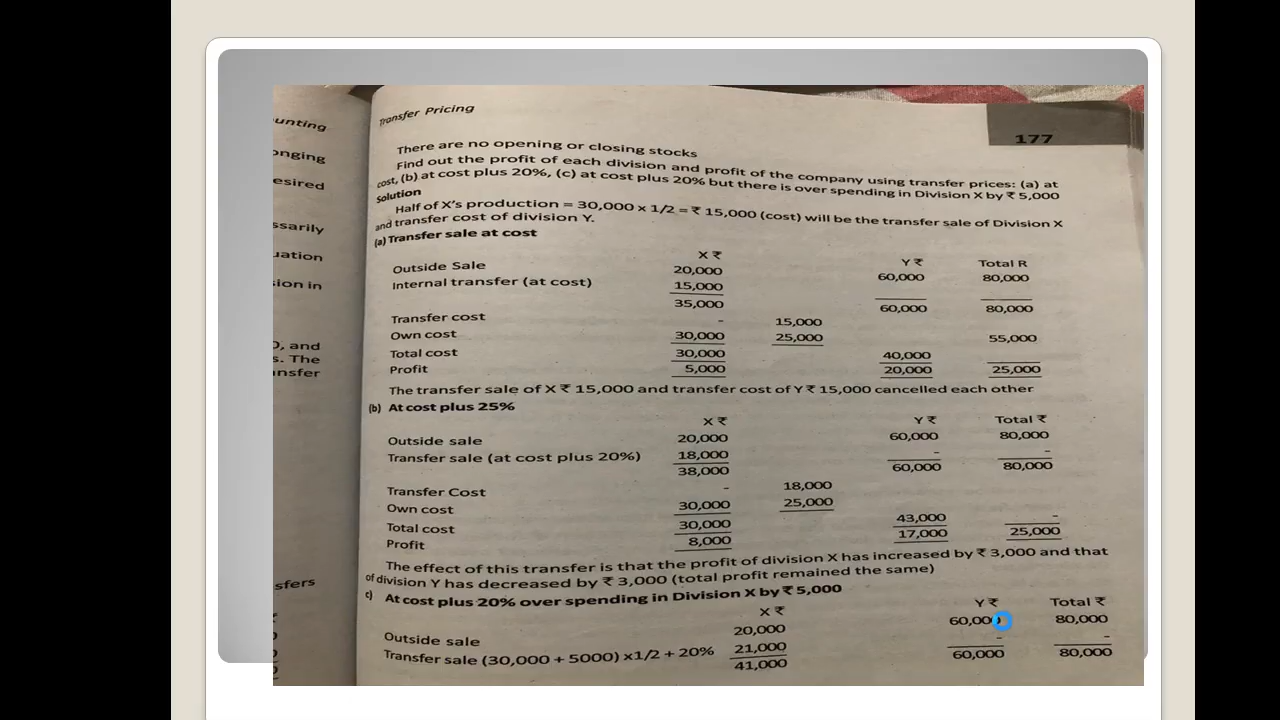 unting
onging
esired
ssarily
uation
ion in
0, and
s. The
nsfer
sfers
Transfer Pricing
177
There are no opening or closing stocks
Find out the profit of each division and profit of the company using transfer prices: (a) at
cost, (b) at cost plus 20%, (c) at cost plus 20% but there is over spending in Division X by ₹ 5,000
Solution
Half of X's production = 30,000 x 1/2 = ₹ 15,000 (cost) will be the transfer sale of Division X
and transfer cost of division Y.
(a) Transfer sale at cost
X ₹ Y ₹ Total R
Outside Sale 20,000 60,000 80,000
Internal transfer (at cost) 15,000
35,000 60,000 80,000
Transfer cost - 15,000
Own cost 30,000 25,000 55,000
Total cost 30,000 40,000
Profit 5,000 20,000 25,000
The transfer sale of X ₹ 15,000 and transfer cost of Y ₹ 15,000 cancelled each other
(b) At cost plus 25%
X ₹ Y ₹ Total ₹
Outside sale 20,000 60,000 80,000
Transfer sale (at cost plus 20%) 18,000 - -
38,000 60,000 80,000
Transfer Cost - 18,000
Own cost 30,000 25,000
Total cost 30,000 43,000 -
Profit 8,000 17,000 25,000
The effect of this transfer is that the profit of division X has increased by ₹ 3,000 and that
of division Y has decreased by ₹ 3,000 (total profit remained the same)
c) At cost plus 20% over spending in Division X by ₹ 5,000
X ₹ Y ₹ Total ₹
Outside sale 20,000 60,000 80,000
Transfer sale (30,000 + 5000) x1/2 + 20% 21,000 - -
41,000 60,000 80,000